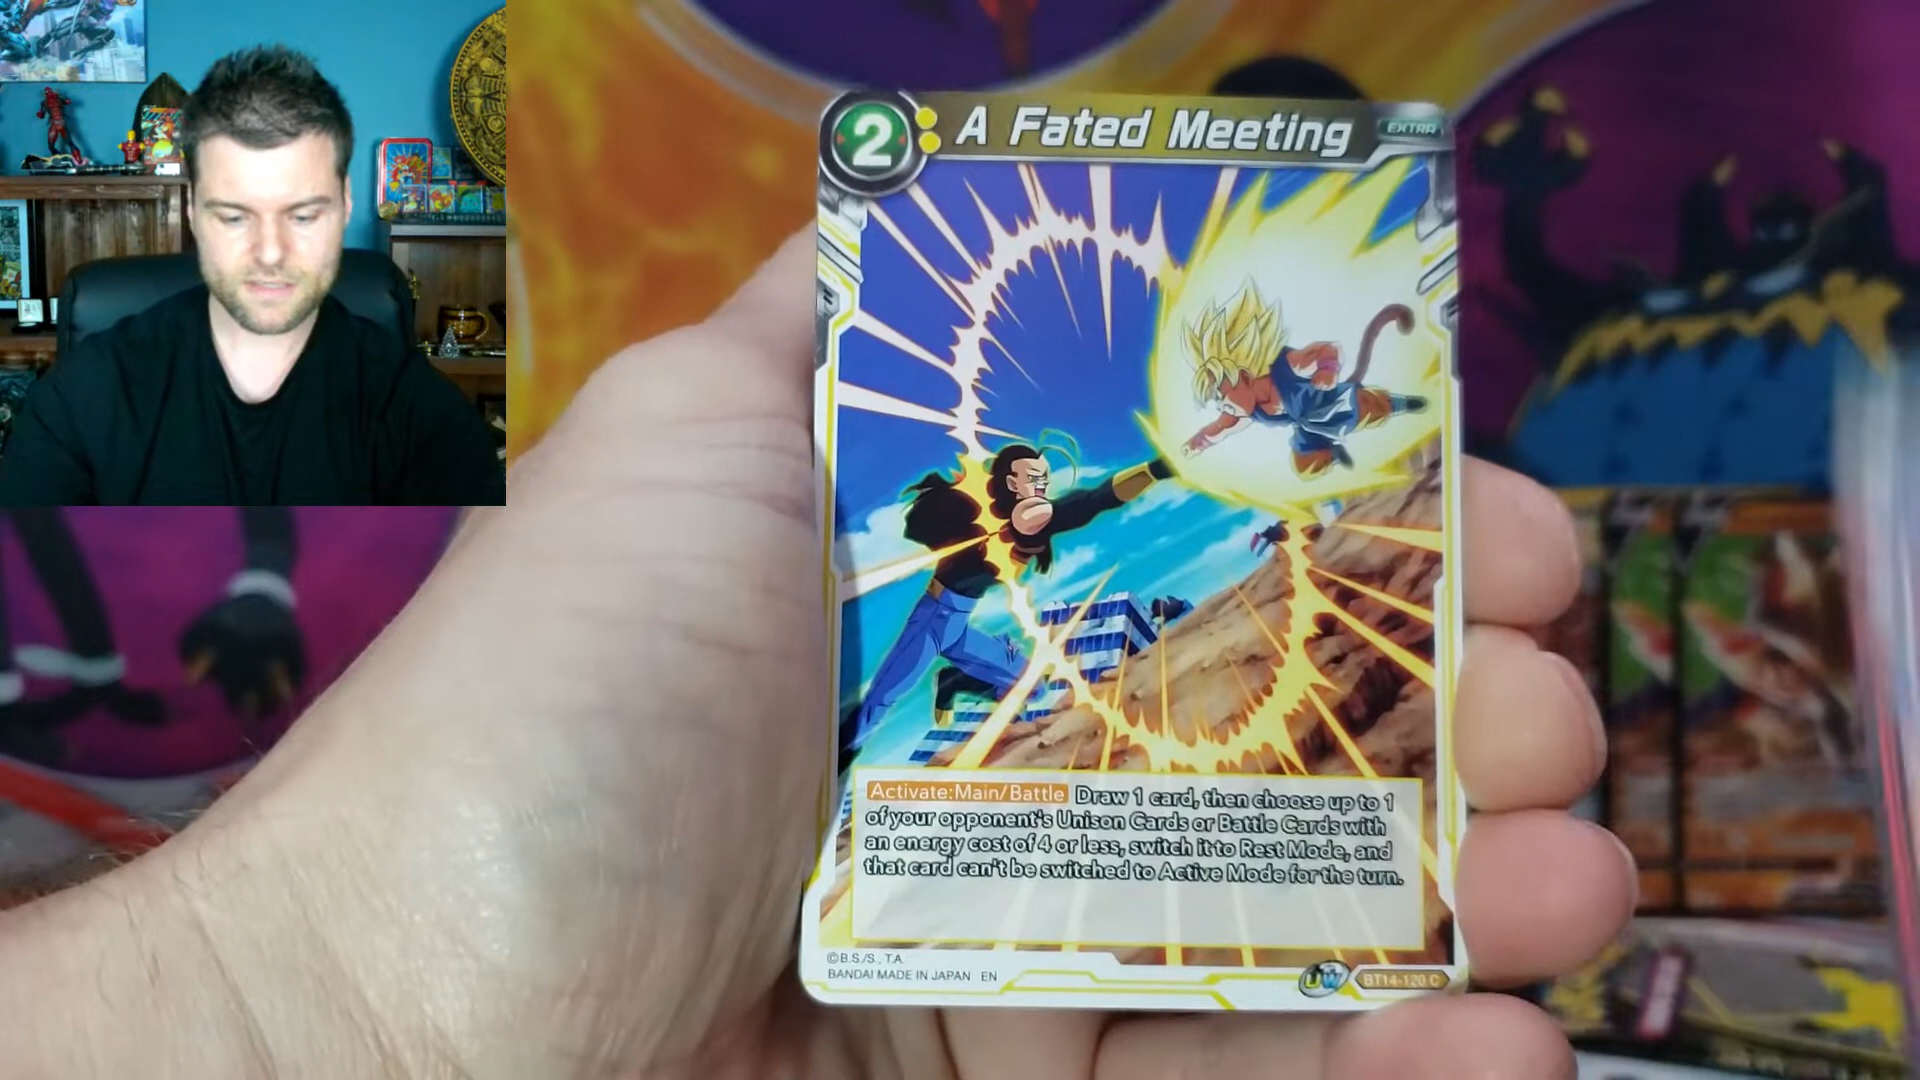 2
A Fated Meeting
EXTRA
Activate:Main/Battle Draw 1 card, then choose up to 1
of your opponent's Unison Cards or Battle Cards with
an energy cost of 4 or less, switch it to Rest Mode, and
that card can't be switched to Active Mode for the turn.
©B.S./S., T.A.
BANDAI MADE IN JAPAN EN
UW
BT14-120 C